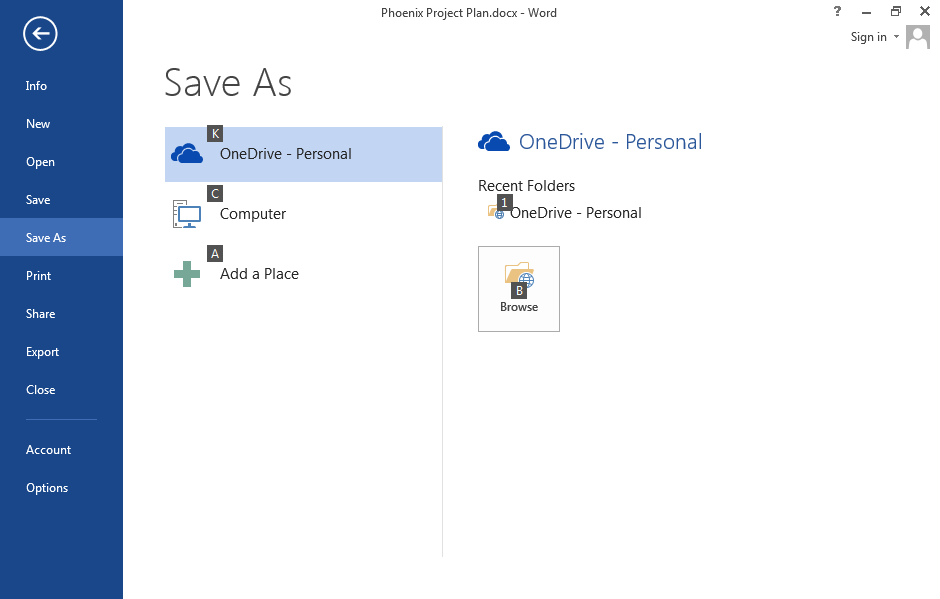 Phoenix Project Plan.docx - Word
?
Sign in
Info
New
Open
Save
Save As
Print
Share
Export
Close
Account
Options
Save As
K
OneDrive - Personal
C
Computer
A
Add a Place
OneDrive - Personal
Recent Folders
1
OneDrive - Personal
B
Browse